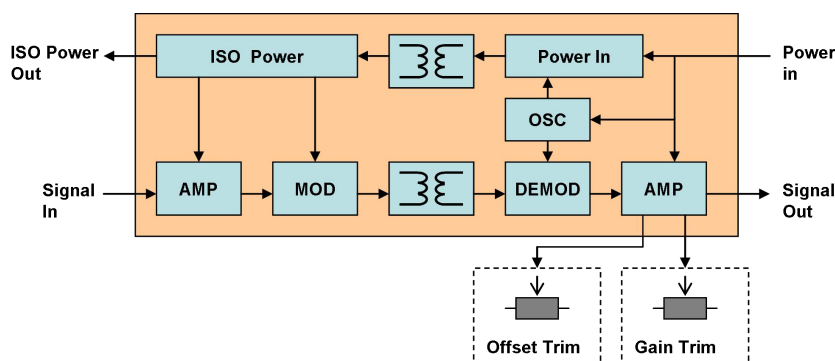 ISO Power
Out
ISO Power
Power In
Power
in
OSC
Signal
In
AMP
MOD
DEMOD
AMP
Signal
Out
Offset Trim
Gain Trim